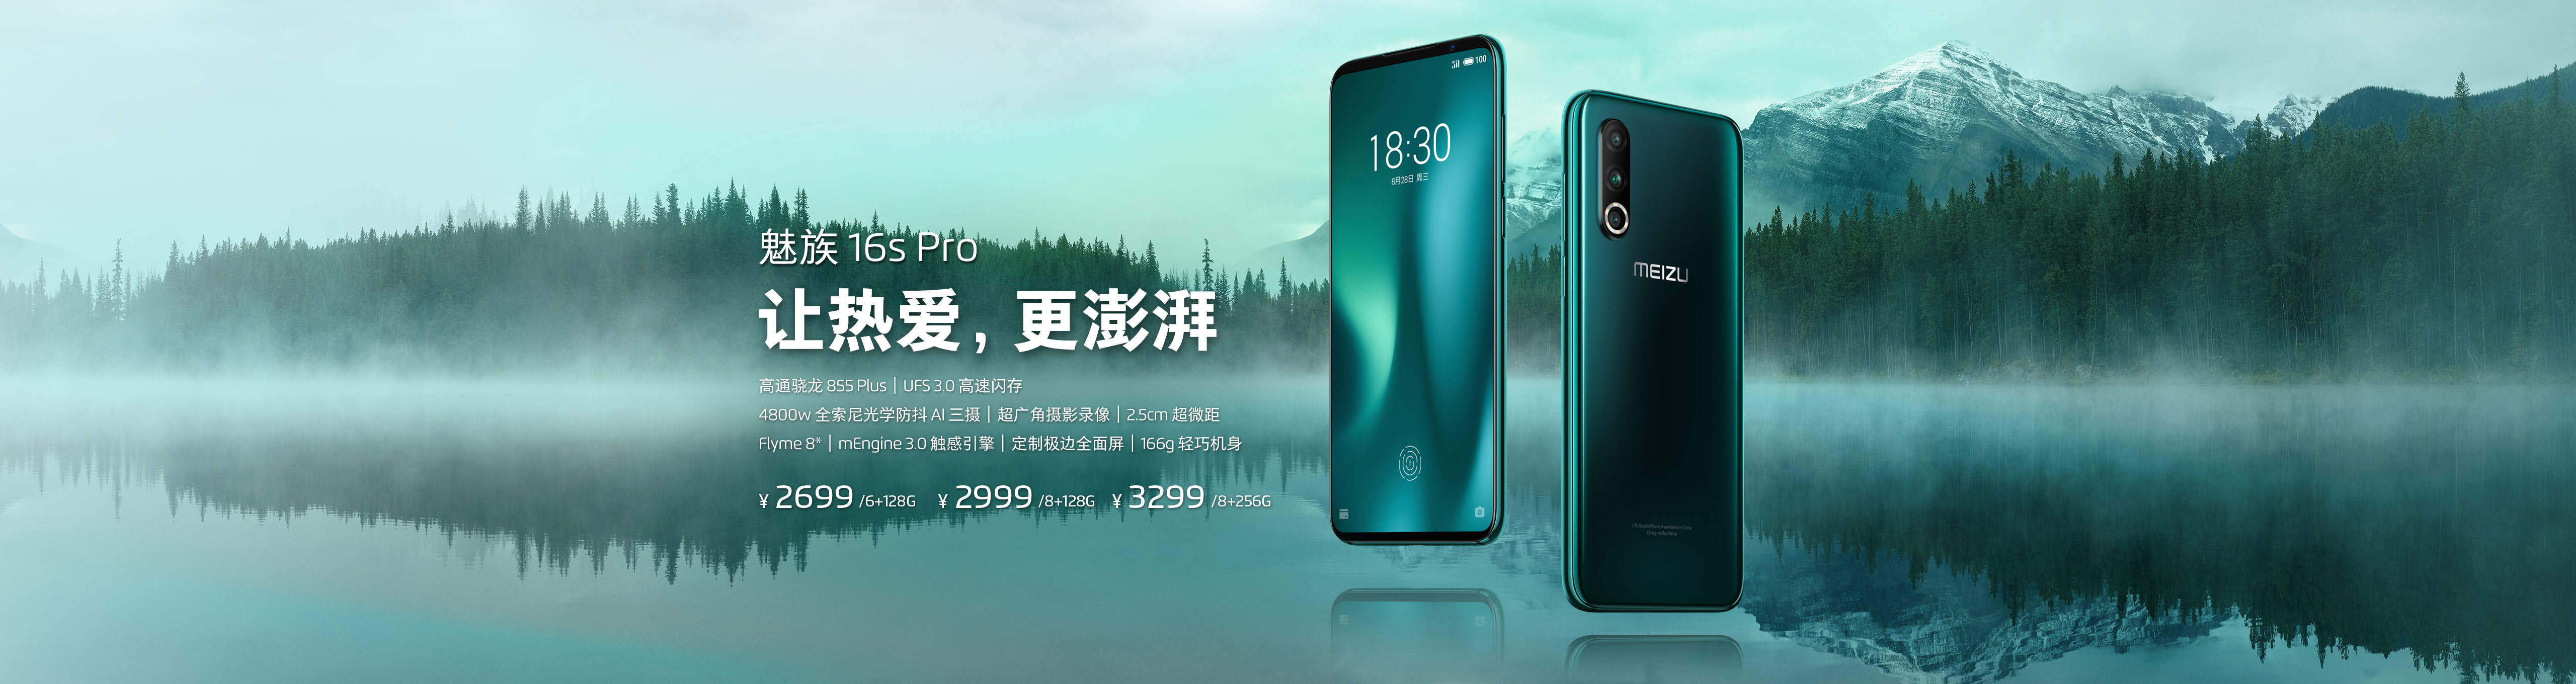 魅族 16s Pro
让热爱，更澎湃
高通骁龙 855 Plus｜UFS 3.0 高速闪存
4800w 全索尼光学防抖 AI 三摄｜超广角摄影录像｜2.5cm 超微距
Flyme 8*｜mEngine 3.0 触感引擎｜定制极边全面屏｜166g 轻巧机身
¥ 2699 /6+128G ¥ 2999 /8+128G ¥ 3299 /8+256G
100
18:30
8月28日 周三
MEIZU